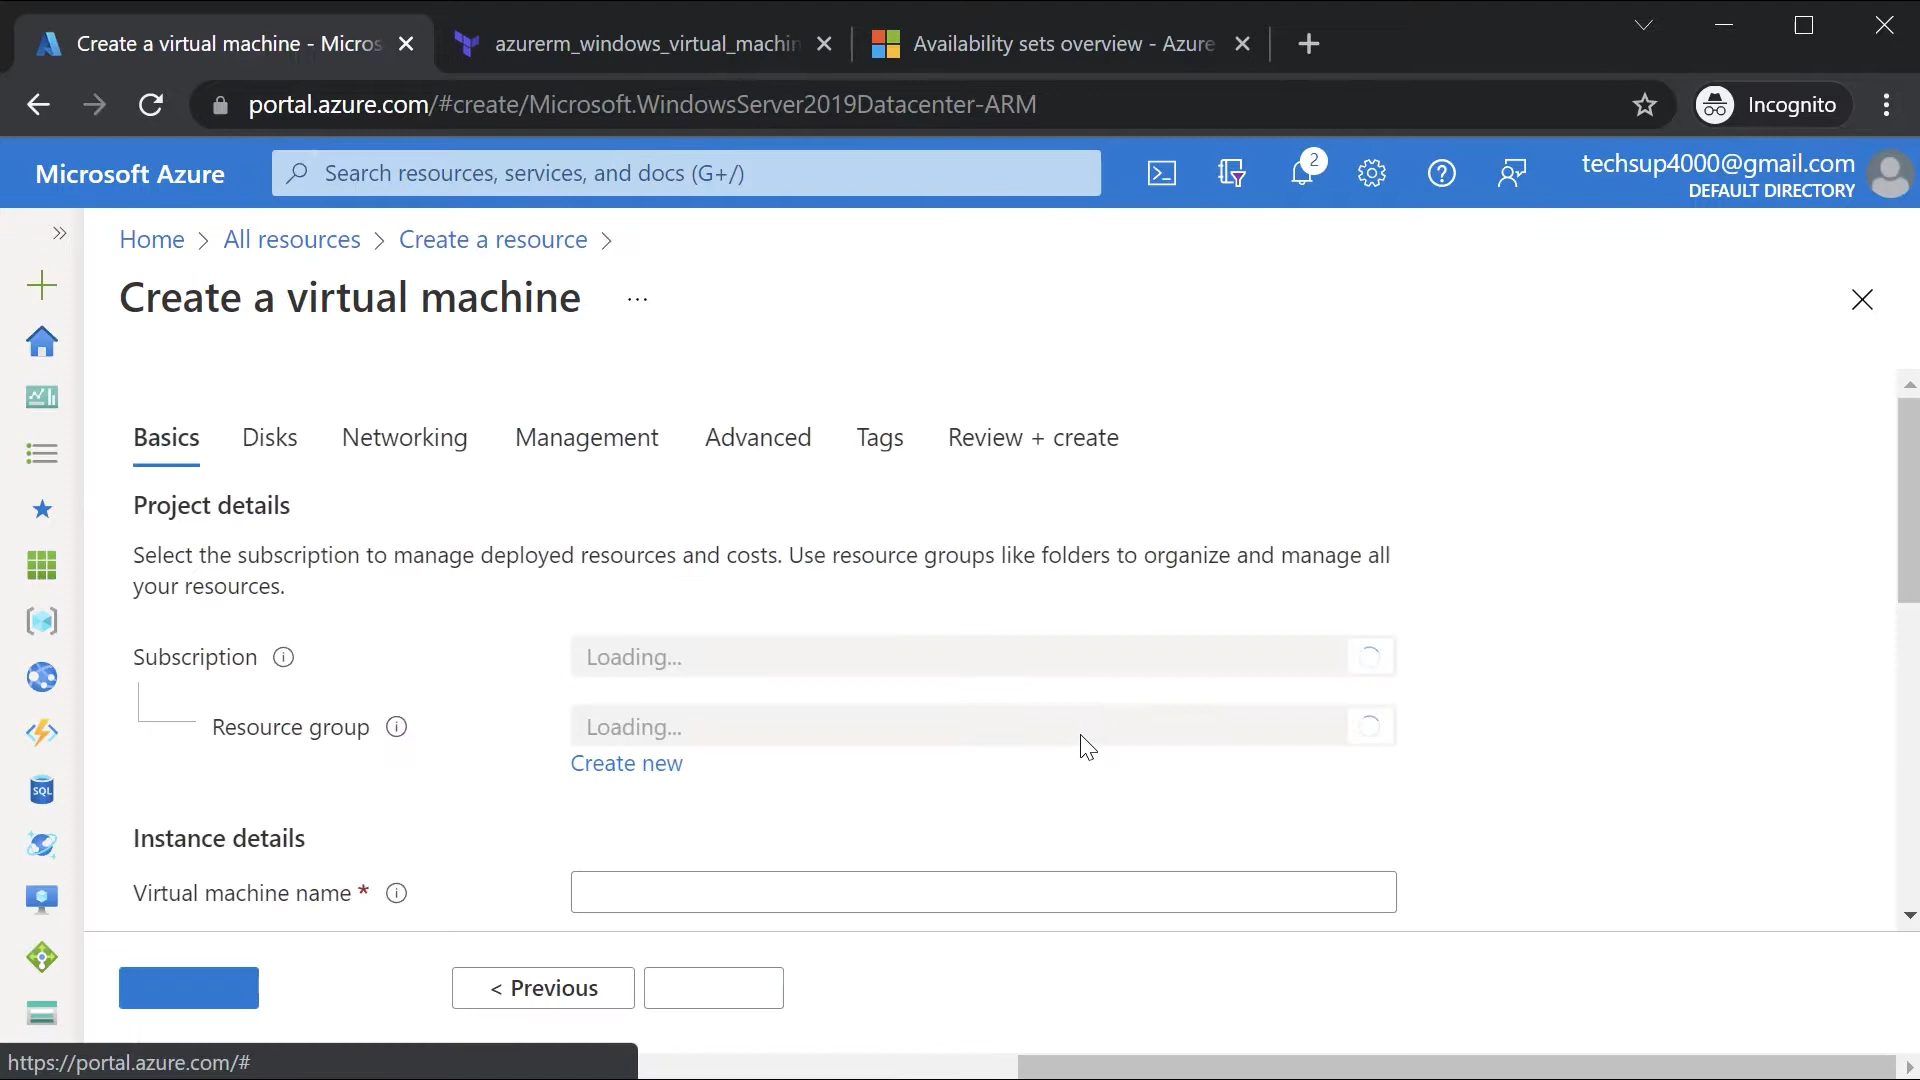 Create a virtual machine - Micros
azurerm_windows_virtual_machin
Availability sets overview - Azure
portal.azure.com/#create/Microsoft.WindowsServer2019Datacenter-ARM
Incognito
Microsoft Azure
Search resources, services, and docs (G+/)
2
techsup4000@gmail.com
DEFAULT DIRECTORY
Home > All resources > Create a resource >
Create a virtual machine ...
Basics Disks Networking Management Advanced Tags Review + create
Project details
Select the subscription to manage deployed resources and costs. Use resource groups like folders to organize and manage all
your resources.
Subscription
Loading...
Resource group
Loading...
Create new
Instance details
Virtual machine name *
< Previous
SQL
https://portal.azure.com/#